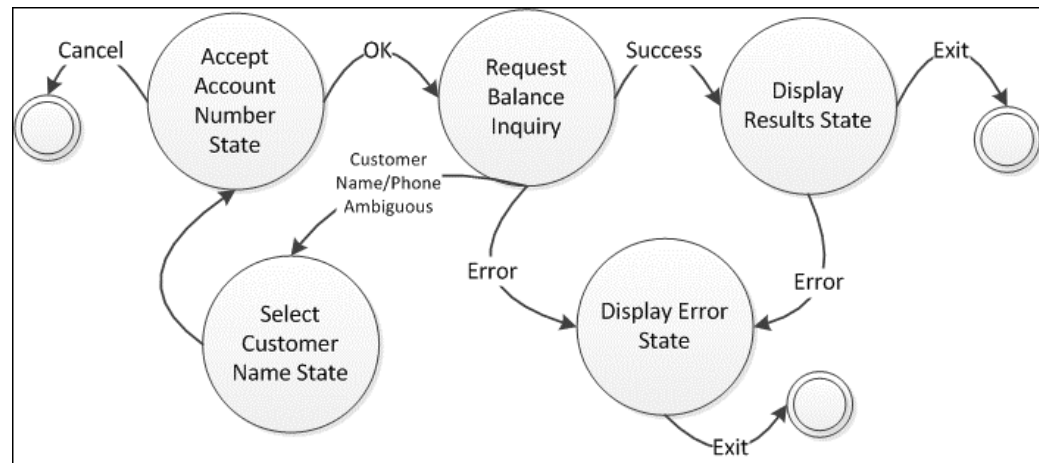 Cancel
Accept
Account
Number
State
OK
Request
Balance
Inquiry
Success
Display
Results State
Exit
Customer
Name/Phone
Ambiguous
Error
Error
Select
Customer
Name State
Display Error
State
Exit